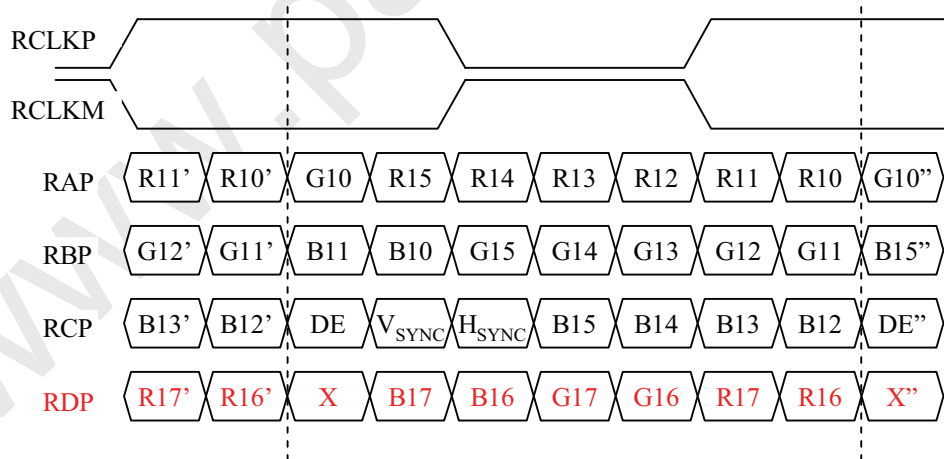 RCLKP
RCLKM
RAP R11’ R10’ G10 R15 R14 R13 R12 R11 R10 G10”
RBP G12’ G11’ B11 B10 G15 G14 G13 G12 G11 B15”
RCP B13’ B12’ DE VSYNC HSYNC B15 B14 B13 B12 DE”
RDP R17’ R16’ X B17 B16 G17 G16 R17 R16 X”
www.pa